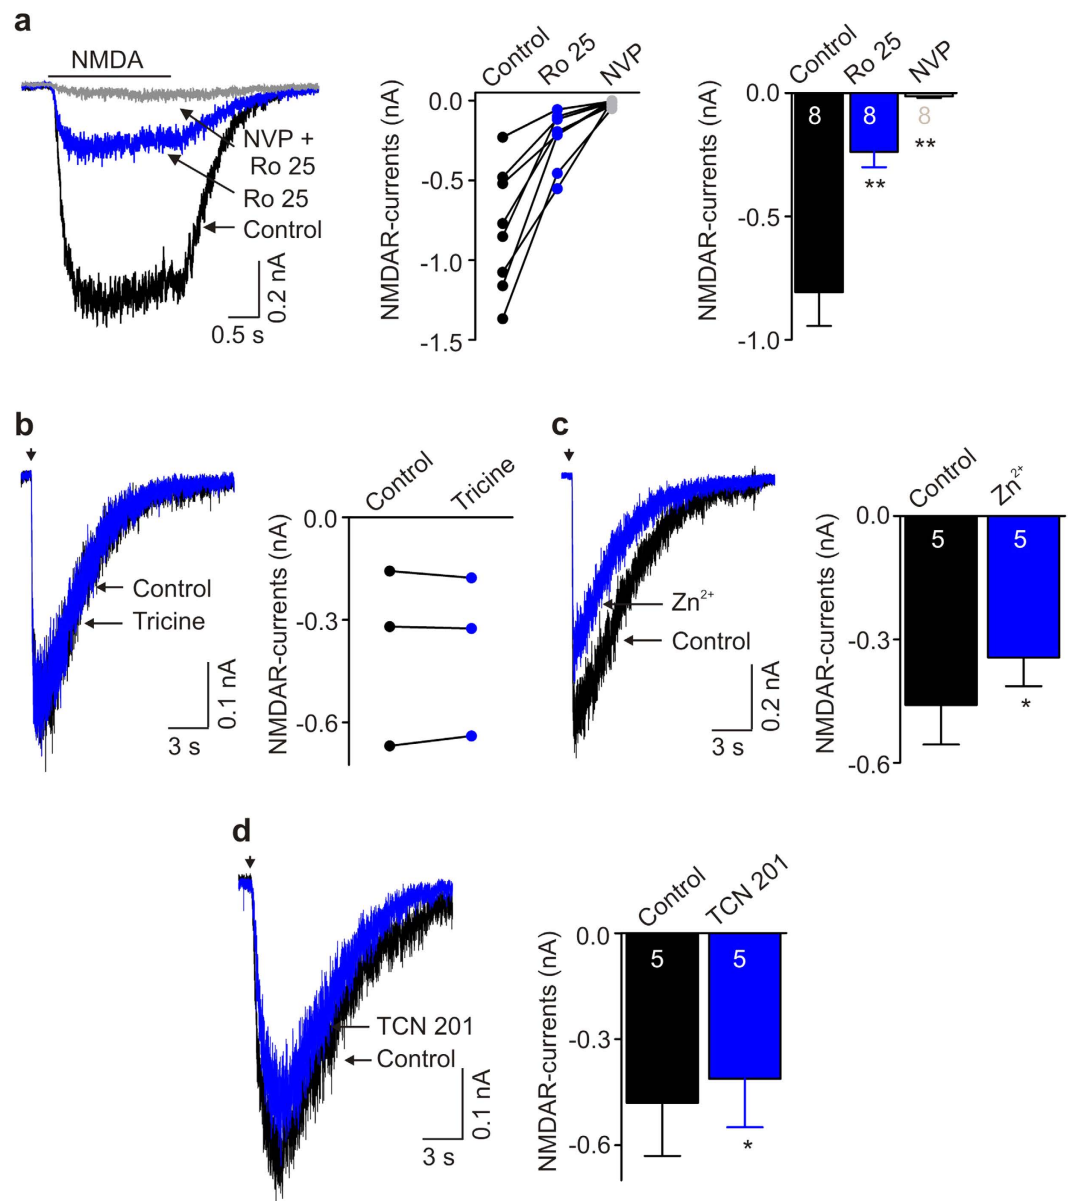 a
NMDA
NVP +
Ro 25
Ro 25
Control
0.2 nA
0.5 s
Control
Ro 25
NVP
NMDAR-currents (nA)
0.0
-0.5
-1.0
-1.5
Control
Ro 25
NVP
NMDAR-currents (nA)
0.0
-0.5
-1.0
8
8
8
**
**
b
Control
Tricine
0.1 nA
3 s
Control
Tricine
NMDAR-currents (nA)
0.0
-0.3
-0.6
c
Zn²⁺
Control
0.2 nA
3 s
Control
Zn²⁺
NMDAR-currents (nA)
0.0
-0.3
-0.6
5
5
*
d
TCN 201
Control
0.1 nA
3 s
Control
TCN 201
NMDAR-currents (nA)
0.0
-0.3
-0.6
5
5
*